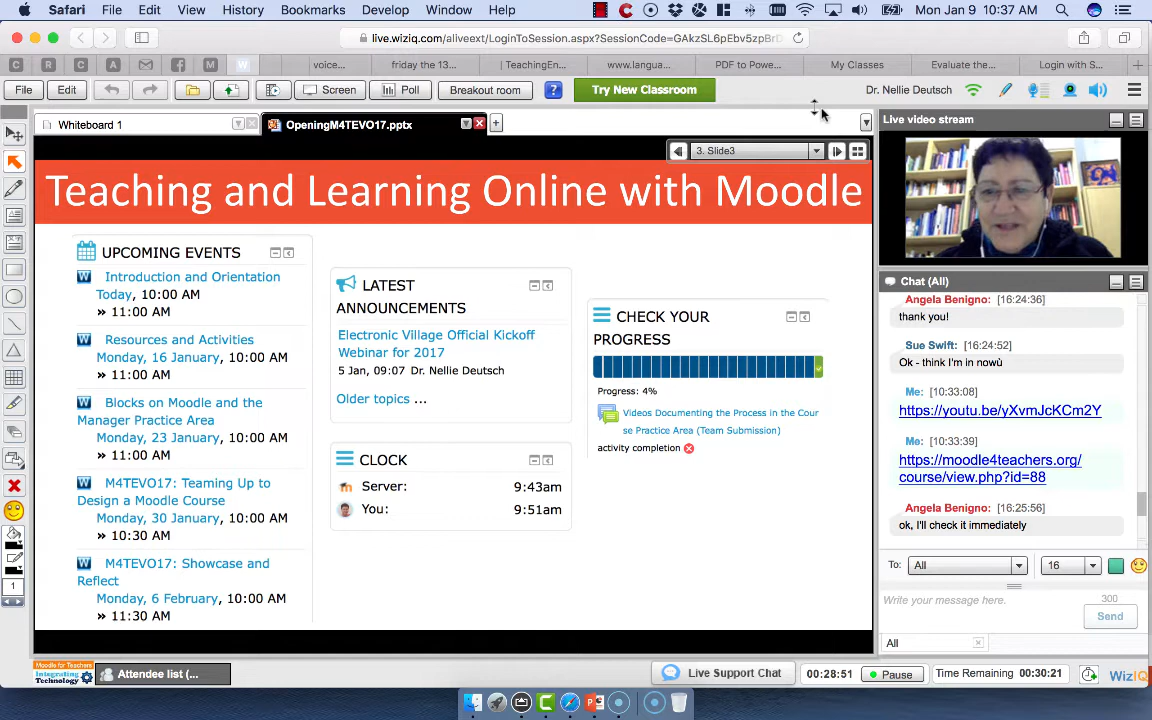 Safari File Edit View History Bookmarks Develop Window Help Mon Jan 9 10:37 AM
live.wiziq.com/aliveext/LoginToSession.aspx?SessionCode=GAkzSL6pEbv5zpBrD
voice... friday the 13... | TeachingEn... www.langua... PDF to Powe... My Classes Evaluate the... Login with S...
File Edit Screen Poll Breakout room ? Try New Classroom Dr. Nellie Deutsch
Whiteboard 1 OpeningM4TEVO17.pptx
3. Slide3
Teaching and Learning Online with Moodle
UPCOMING EVENTS
Introduction and Orientation
Today, 10:00 AM
» 11:00 AM
Resources and Activities
Monday, 16 January, 10:00 AM
» 11:00 AM
Blocks on Moodle and the
Manager Practice Area
Monday, 23 January, 10:00 AM
» 11:00 AM
M4TEVO17: Teaming Up to
Design a Moodle Course
Monday, 30 January, 10:00 AM
» 10:30 AM
M4TEVO17: Showcase and
Reflect
Monday, 6 February, 10:00 AM
» 11:30 AM
LATEST
ANNOUNCEMENTS
Electronic Village Official Kickoff
Webinar for 2017
5 Jan, 09:07 Dr. Nellie Deutsch
Older topics ...
CLOCK
Server: 9:43am
You: 9:51am
CHECK YOUR
PROGRESS
Progress: 4%
Videos Documenting the Process in the Cour
se Practice Area (Team Submission)
activity completion
Live video stream
Chat (All)
Angela Benigno: [16:24:36]
thank you!
Sue Swift: [16:24:52]
Ok - think I'm in nowù
Me: [10:33:08]
https://youtu.be/yXvmJcKCm2Y
Me: [10:33:39]
https://moodle4teachers.org/
course/view.php?id=88
Angela Benigno: [16:25:56]
ok, I'll check it immediately
To: All 16
Write your message here. 300
Send
All
1
Moodle for Teachers
Integrating
Technology
Attendee list (...
Live Support Chat 00:28:51 Pause Time Remaining 00:30:21 WizIQ